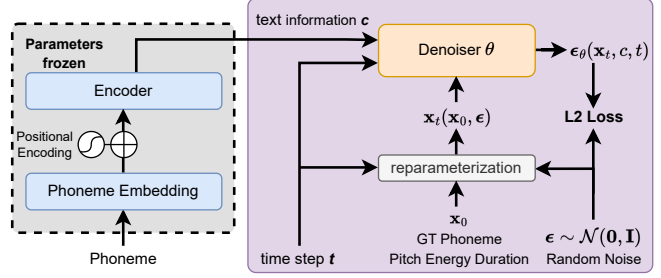 text information c
Parameters
frozen
Denoiser θ
ϵθ(xt, c, t)
Encoder
xt(x0, ϵ)
L2 Loss
Positional
Encoding
reparameterization
Phoneme Embedding
x0
GT Phoneme
Pitch Energy Duration
ϵ ∼ N(0, I)
Random Noise
Phoneme
time step t